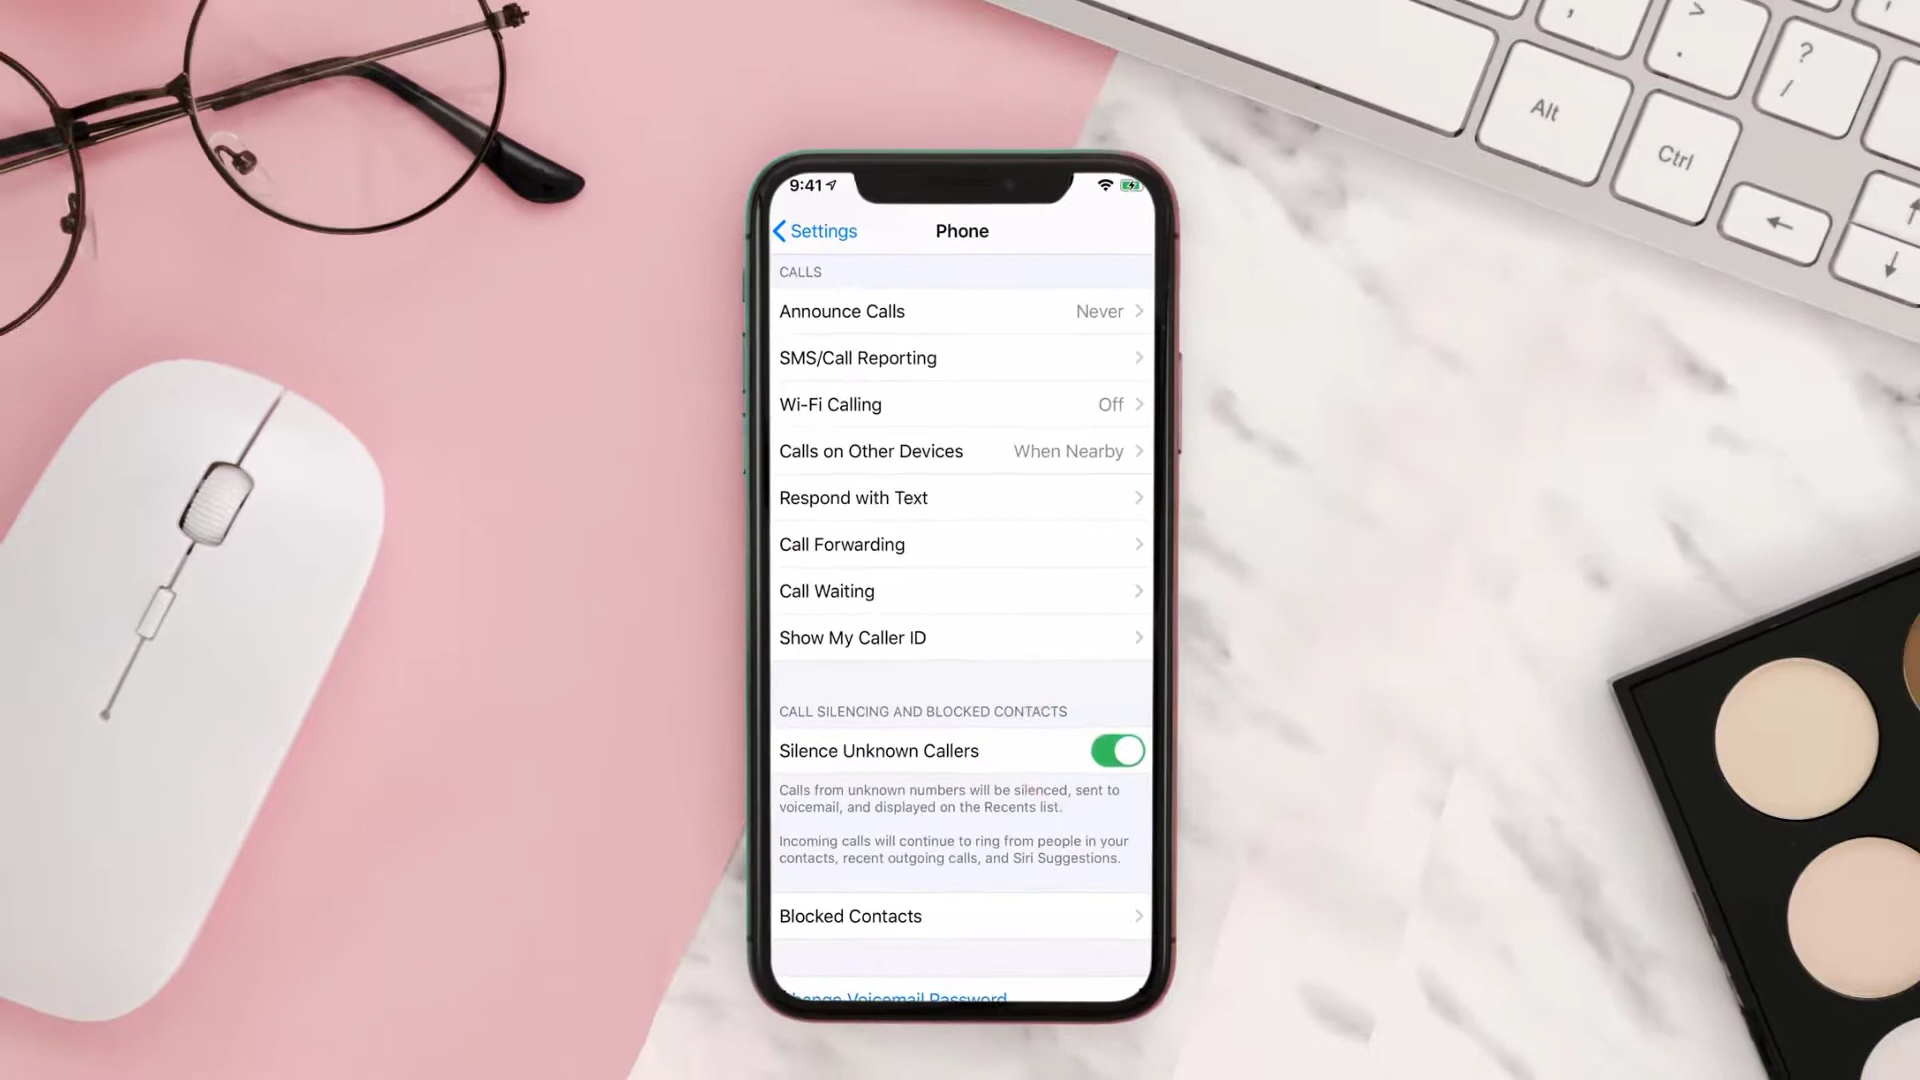 > .
? /
Alt
Ctrl
←
↑
↓
9:41
Settings
Phone
CALLS
Announce Calls Never
SMS/Call Reporting
Wi-Fi Calling Off
Calls on Other Devices When Nearby
Respond with Text
Call Forwarding
Call Waiting
Show My Caller ID
CALL SILENCING AND BLOCKED CONTACTS
Silence Unknown Callers
Calls from unknown numbers will be silenced, sent to
voicemail, and displayed on the Recents list.
Incoming calls will continue to ring from people in your
contacts, recent outgoing calls, and Siri Suggestions.
Blocked Contacts
Change Voicemail Password